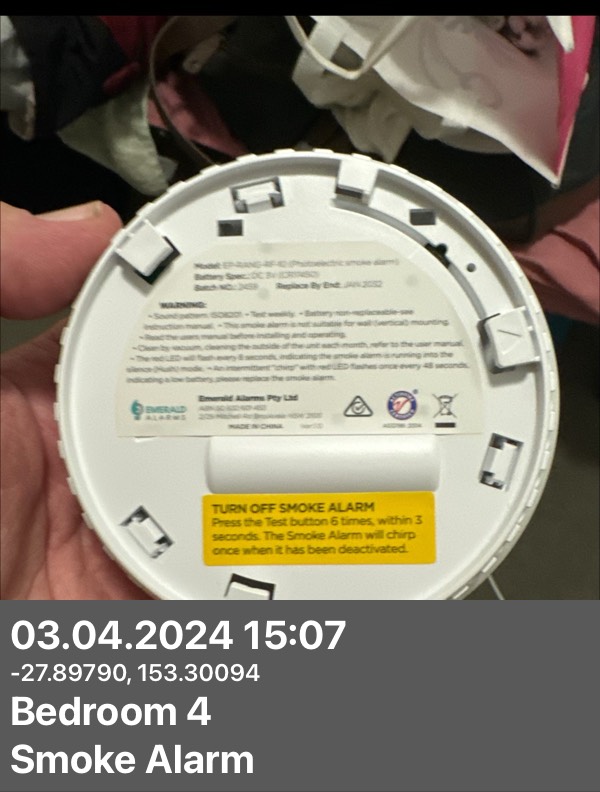 Model: EP-RANG-RF-10 (Photoelectric smoke alarm)
Battery Spec.: DC 3V (CR17450)
Batch NO.: 2459 Replace By End: JAN 2032
WARNING:
• Sound pattern: ISO8201 • Test weekly. • Battery non-replaceable-see
instruction manual. • This smoke alarm is not suitable for wall (vertical) mounting.
• Read the users manual before installing and operating.
• Clean by vacuum, cleaning the outside of the unit each month, refer to the user manual.
• The red LED will flash every 8 seconds, indicating the smoke alarm is running into the
silence (Hush) mode. • An intermittent "chirp" with red LED flashes once every 48 seconds,
indicating a low battery, please replace the smoke alarm.
EMERALD
ALARMS
Emerald Alarms Pty Ltd
MADE IN CHINA
TURN OFF SMOKE ALARM
Press the Test button 6 times, within 3
seconds. The Smoke Alarm will chirp
once when it has been deactivated.
03.04.2024 15:07
-27.89790, 153.30094
Bedroom 4
Smoke Alarm